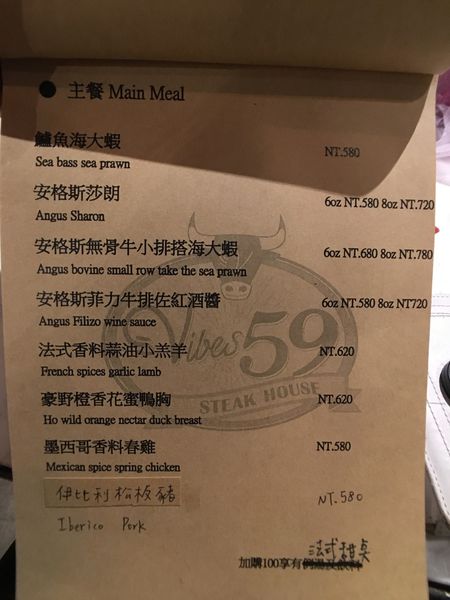 ● 主餐 Main Meal
鱸魚海大蝦 NT.580
Sea bass sea prawn
安格斯莎朗 6oz NT.580 8oz NT.720
Angus Sharon
安格斯無骨牛小排搭海大蝦 6oz NT.680 8oz NT.780
Angus bovine small row take the sea prawn
安格斯菲力牛排佐紅酒醬 6oz NT.580 8oz NT720
Angus Filizo wine sauce
法式香料蒜油小羔羊 NT.620
French spices garlic lamb
豪野橙香花蜜鴨胸 NT.620
Ho wild orange nectar duck breast
墨西哥香料春雞 NT.580
Mexican spice spring chicken
伊比利松板豬 NT.580
Iberico Pork
法式甜桌
加購100享有
Vibes 59
STEAK HOUSE